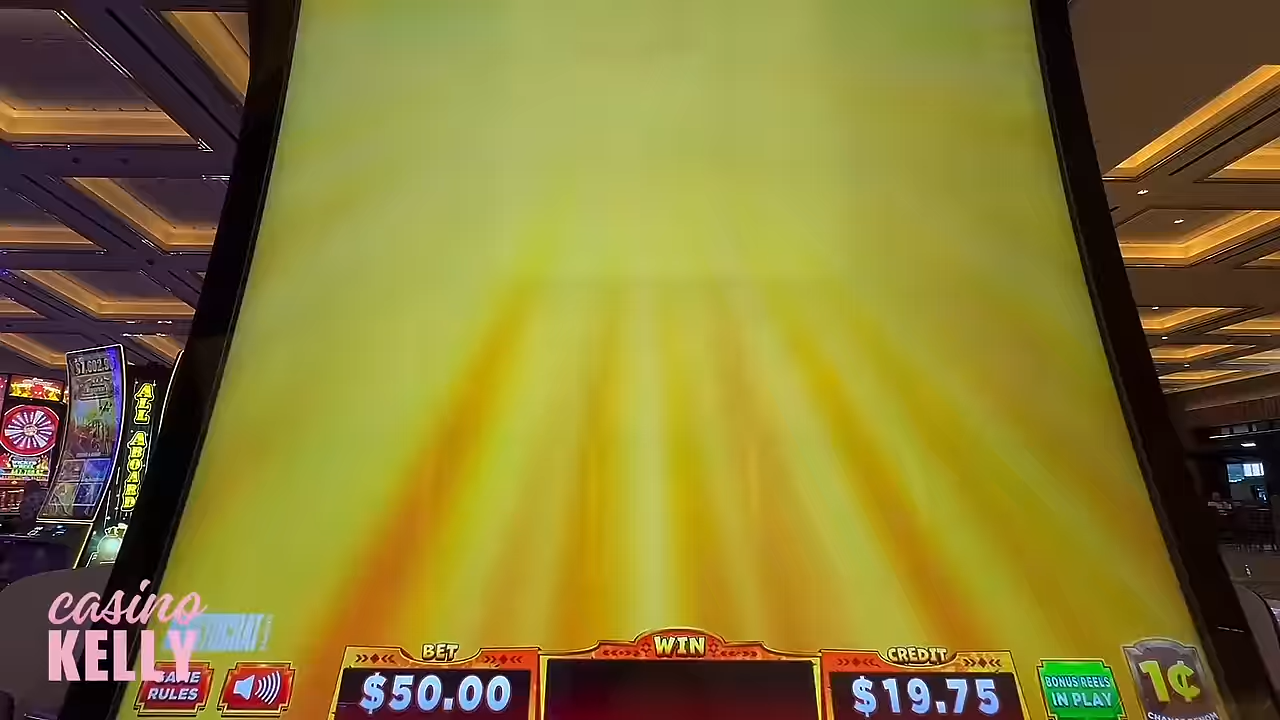 ALL ABOARD
casino
KELLY
GAME
RULES
BET
$50.00
WIN
CREDIT
$19.75
BONUS REELS
IN PLAY
1¢